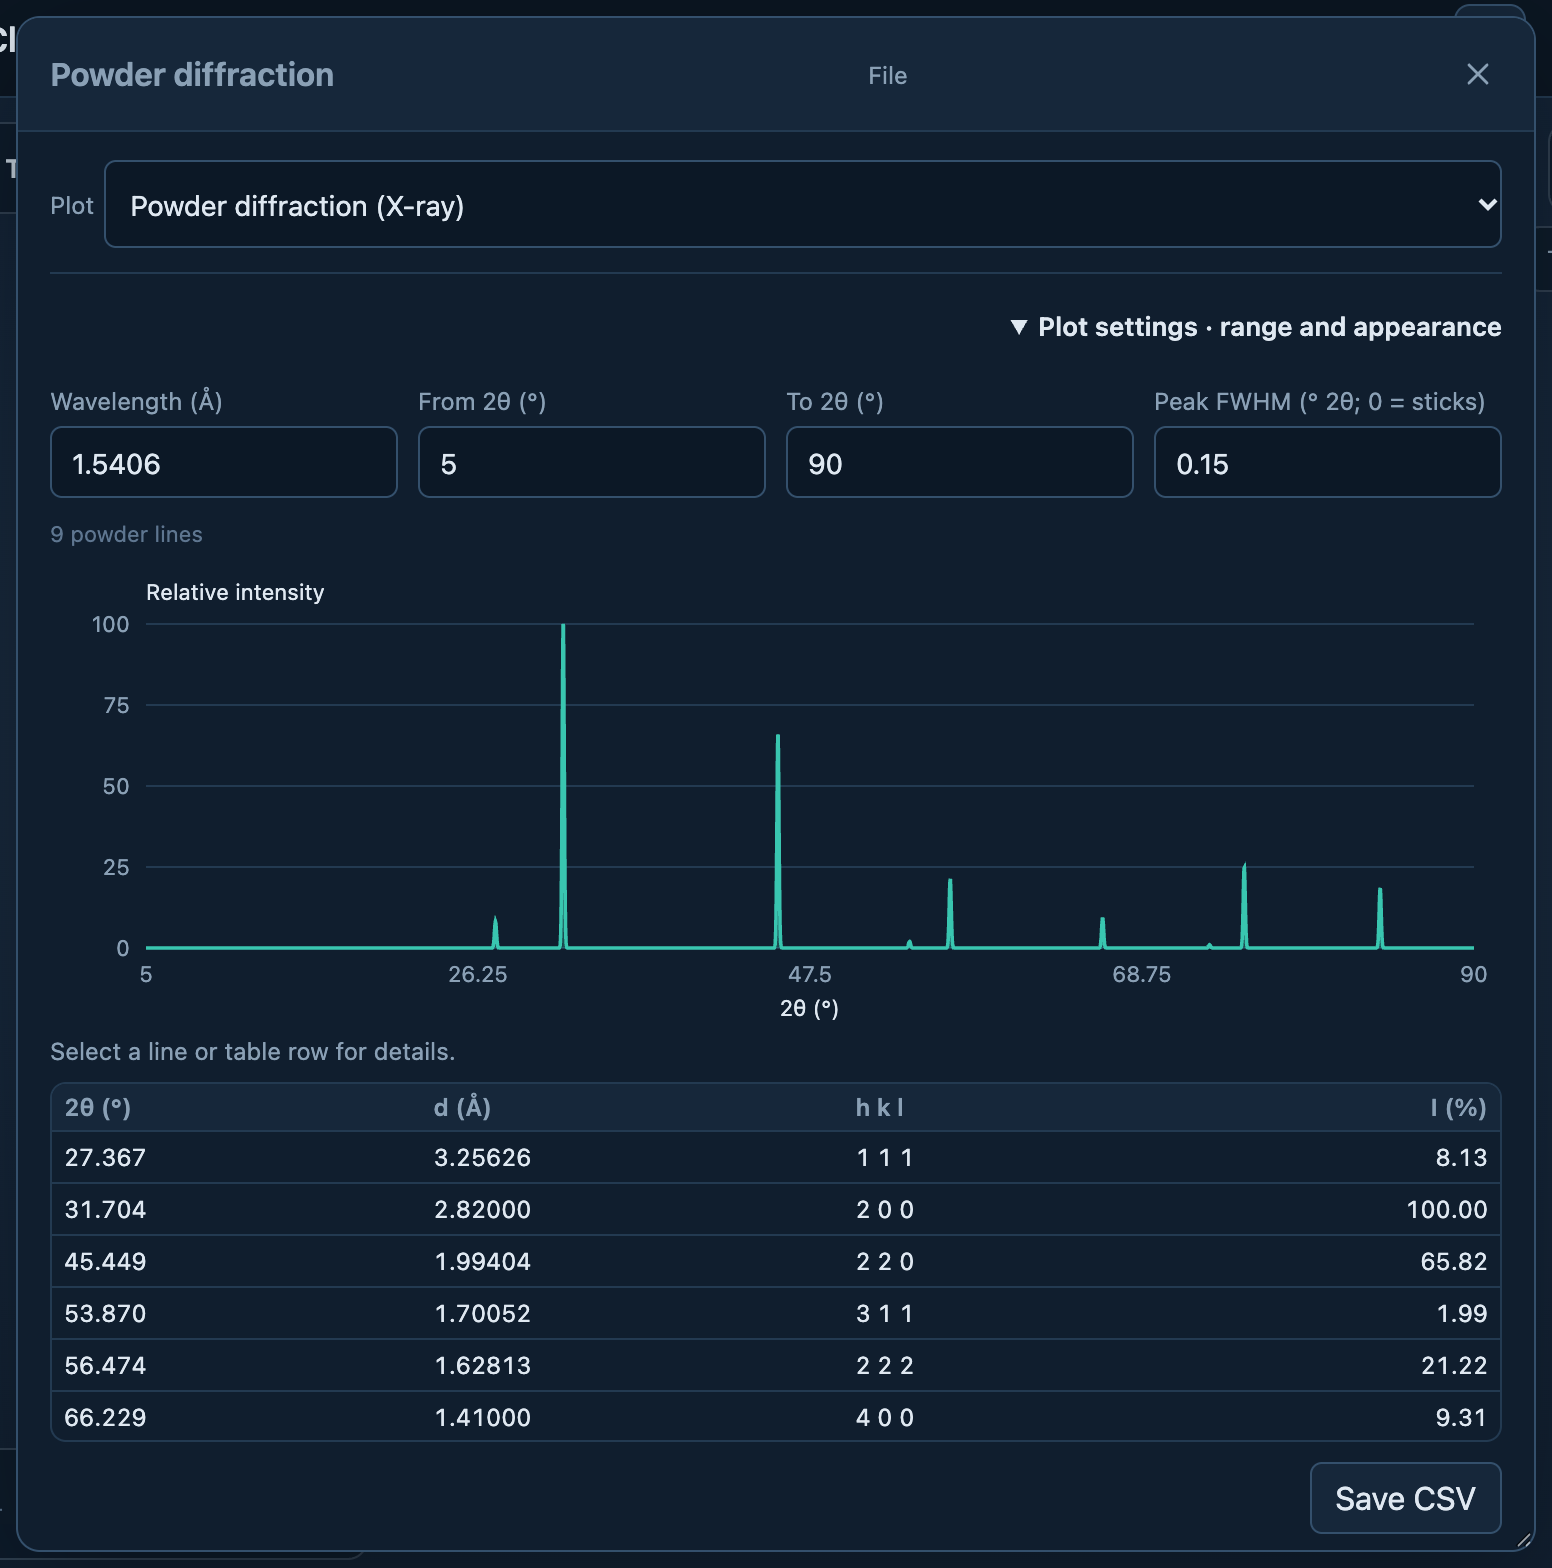 Powder diffraction File
Plot Powder diffraction (X-ray)
▼ Plot settings · range and appearance
Wavelength (Å) From 2θ (°) To 2θ (°) Peak FWHM (° 2θ; 0 = sticks)
1.5406 5 90 0.15
9 powder lines
Relative intensity
100
75
50
25
0
5 26.25 47.5 68.75 90
2θ (°)
Select a line or table row for details.
2θ (°) d (Å) h k l I (%)
27.367 3.25626 1 1 1 8.13
31.704 2.82000 2 0 0 100.00
45.449 1.99404 2 2 0 65.82
53.870 1.70052 3 1 1 1.99
56.474 1.62813 2 2 2 21.22
66.229 1.41000 4 0 0 9.31
Save CSV